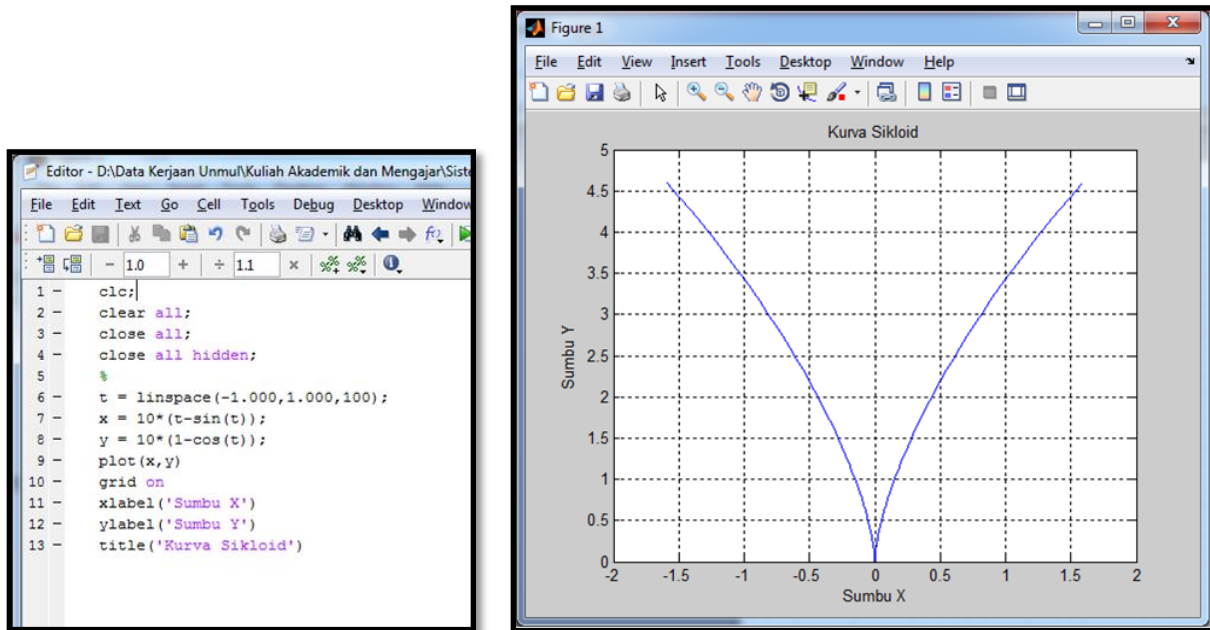 Editor - D:\Data Kerjaan Unmul\Kuliah Akademik dan Mengajar\Siste
File Edit Text Go Cell Tools Debug Desktop Window
- 1.0 + ÷ 1.1 ×
1 - clc;
2 - clear all;
3 - close all;
4 - close all hidden;
5 %
6 - t = linspace(-1.000,1.000,100);
7 - x = 10*(t-sin(t));
8 - y = 10*(1-cos(t));
9 - plot(x,y)
10 - grid on
11 - xlabel('Sumbu X')
12 - ylabel('Sumbu Y')
13 - title('Kurva Sikloid')
Figure 1
File Edit View Insert Tools Desktop Window Help
Kurva Sikloid
5
4.5
4
3.5
3
2.5
2
1.5
1
0.5
0
Sumbu Y
-2 -1.5 -1 -0.5 0 0.5 1 1.5 2
Sumbu X